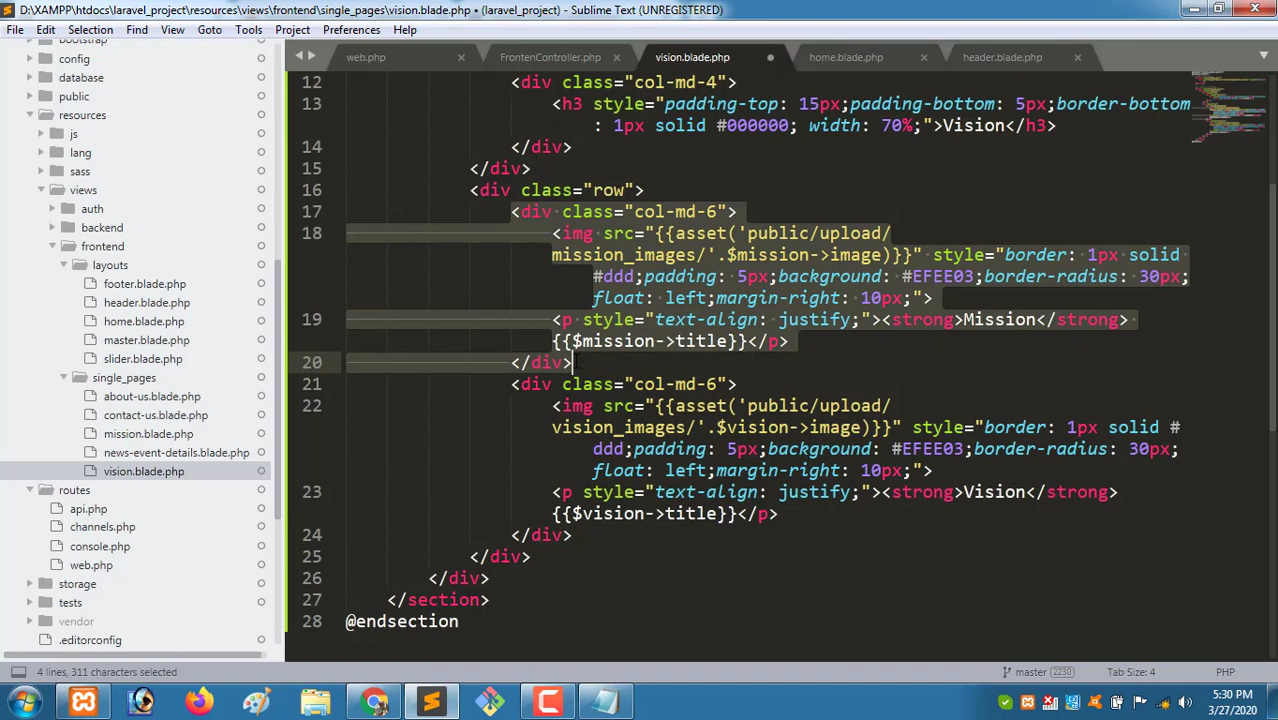 D:\XAMPP\htdocs\laravel_project\resources\views\frontend\single_pages\vision.blade.php • (laravel_project) - Sublime Text (UNREGISTERED)
File Edit Selection Find View Goto Tools Project Preferences Help
web.php FrontenController.php vision.blade.php home.blade.php header.blade.php
bootstrap
config
database
public
resources
js
lang
sass
views
auth
backend
frontend
layouts
footer.blade.php
header.blade.php
home.blade.php
master.blade.php
slider.blade.php
single_pages
about-us.blade.php
contact-us.blade.php
mission.blade.php
news-event-details.blade.php
vision.blade.php
routes
api.php
channels.php
console.php
web.php
storage
tests
vendor
.editorconfig
12 <div class="col-md-4">
13 <h3 style="padding-top: 15px;padding-bottom: 5px;border-bottom
: 1px solid #000000; width: 70%;">Vision</h3>
14 </div>
15 </div>
16 <div class="row">
17 <div class="col-md-6">
18 <img src="{{asset('public/upload/
mission_images/'.$mission->image)}}" style="border: 1px solid
#ddd;padding: 5px;background: #EFEE03;border-radius: 30px;
float: left;margin-right: 10px;">
19 <p style="text-align: justify;"><strong>Mission</strong>
{{$mission->title}}</p>
20 </div>
21 <div class="col-md-6">
22 <img src="{{asset('public/upload/
vision_images/'.$vision->image)}}" style="border: 1px solid #
ddd;padding: 5px;background: #EFEE03;border-radius: 30px;
float: left;margin-right: 10px;">
23 <p style="text-align: justify;"><strong>Vision</strong>
{{$vision->title}}</p>
24 </div>
25 </div>
26 </div>
27 </section>
28 @endsection
4 lines, 311 characters selected
master 2230 Tab Size: 4 PHP
5:30 PM
3/27/2020